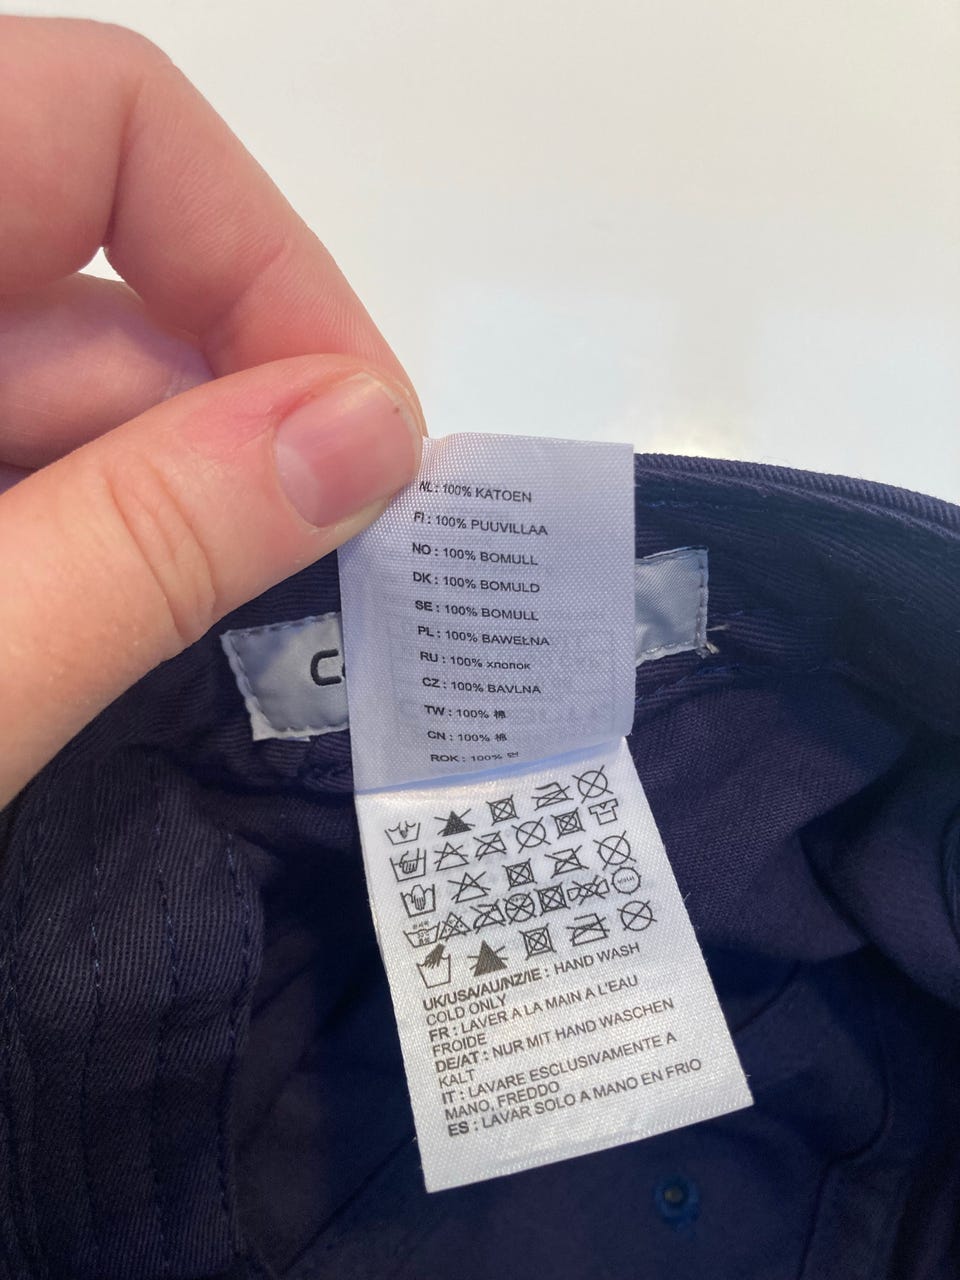 NL : 100% KATOEN
FI : 100% PUUVILLAA
NO : 100% BOMULL
DK : 100% BOMULD
SE : 100% BOMULL
PL : 100% BAWEŁNA
RU : 100% хлопок
CZ : 100% BAVLNA
TW : 100% 棉
CN : 100% 棉
ROK : 100% 면
UK/USA/AU/NZ/IE : HAND WASH
COLD ONLY
FR : LAVER A LA MAIN A L'EAU
FROIDE
DE/AT : NUR MIT HAND WASCHEN
KALT
IT : LAVARE ESCLUSIVAMENTE A
MANO, FREDDO
ES : LAVAR SOLO A MANO EN FRIO